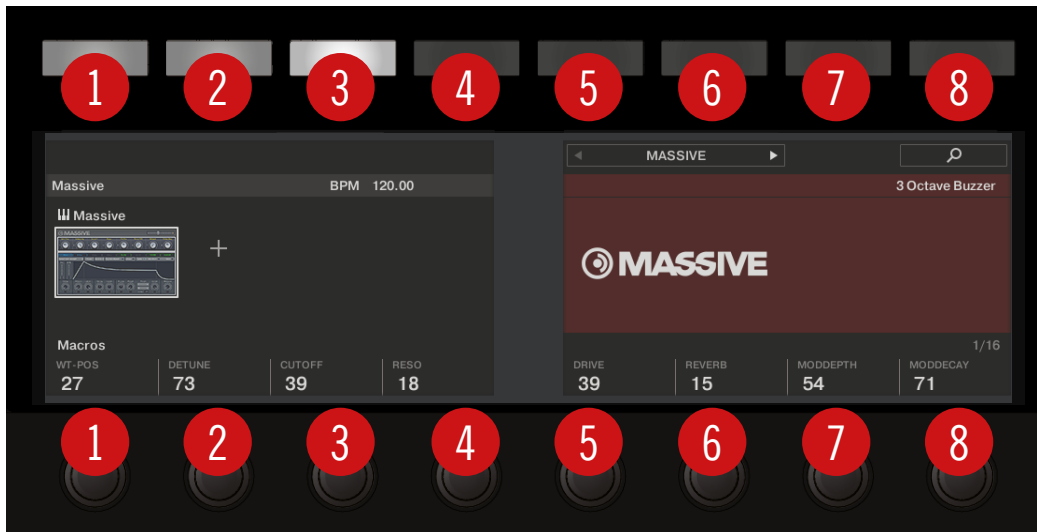 1 2 3 4 5 6 7 8
MASSIVE
Massive BPM 120.00
3 Octave Buzzer
Massive
MASSIVE
MASSIVE
Macros
1/16
WT-POS DETUNE CUTOFF RESO DRIVE REVERB MODDEPTH MODDECAY
27 73 39 18 39 15 54 71
1 2 3 4 5 6 7 8